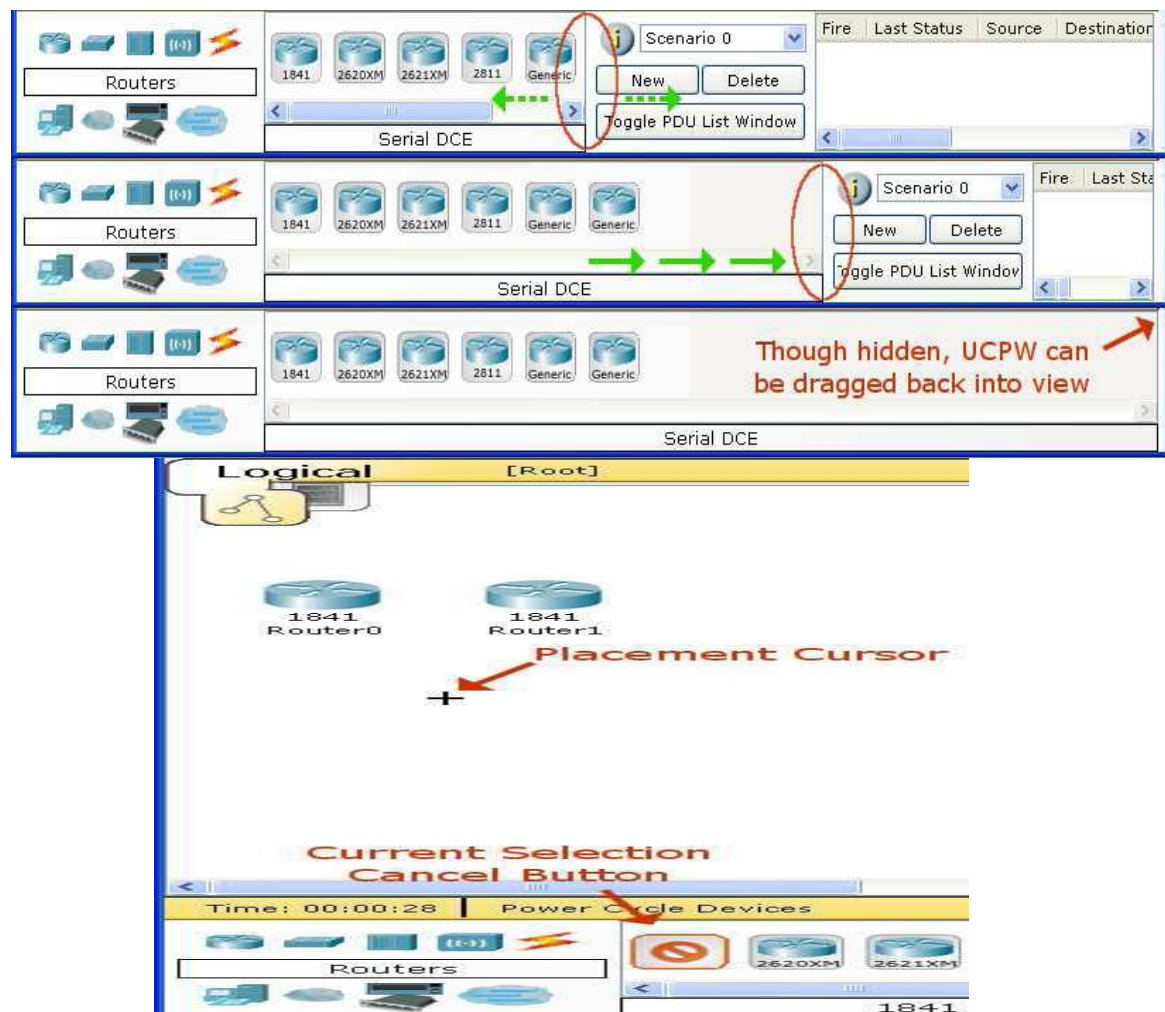 Routers
1841 2620XM 2621XM 2811 Generic
Serial DCE
i Scenario 0
New Delete
Toggle PDU List Window
Fire Last Status Source Destination
Routers
1841 2620XM 2621XM 2811 Generic Generic
Serial DCE
i Scenario 0
New Delete
Toggle PDU List Window
Fire Last Sta
Routers
1841 2620XM 2621XM 2811 Generic Generic
Serial DCE
Though hidden, UCPW can
be dragged back into view
Logical [Root]
1841
Router0
1841
Router1
Placement Cursor
Current Selection
Cancel Button
Time: 00:00:28 Power Cycle Devices
Routers
2620XM 2621XM
1841